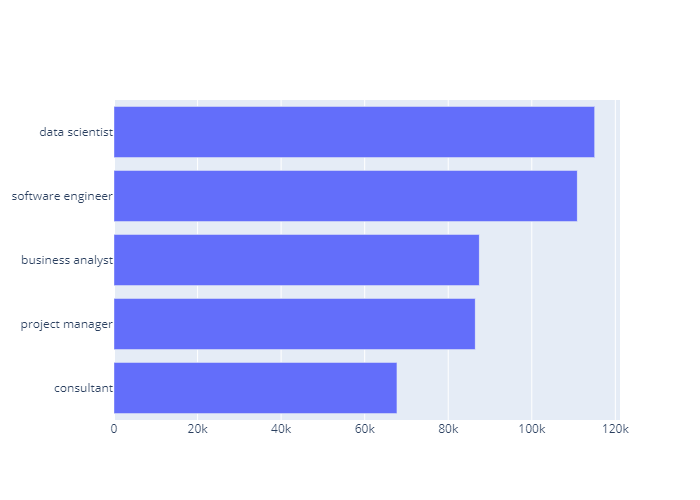 data scientist
software engineer
business analyst
project manager
consultant
0 20k 40k 60k 80k 100k 120k